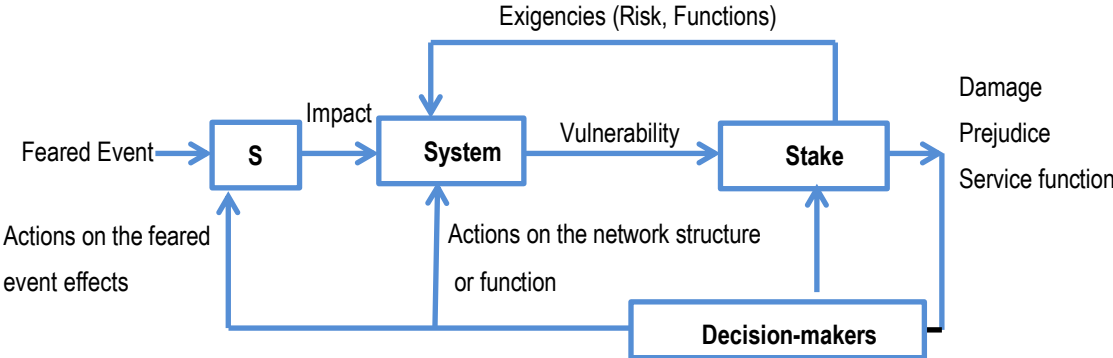 Exigencies (Risk, Functions)
Damage
Impact
Vulnerability
Prejudice
Feared Event
S
System
Stake
Service function
Actions on the feared
event effects
Actions on the network structure
or function
Decision-makers